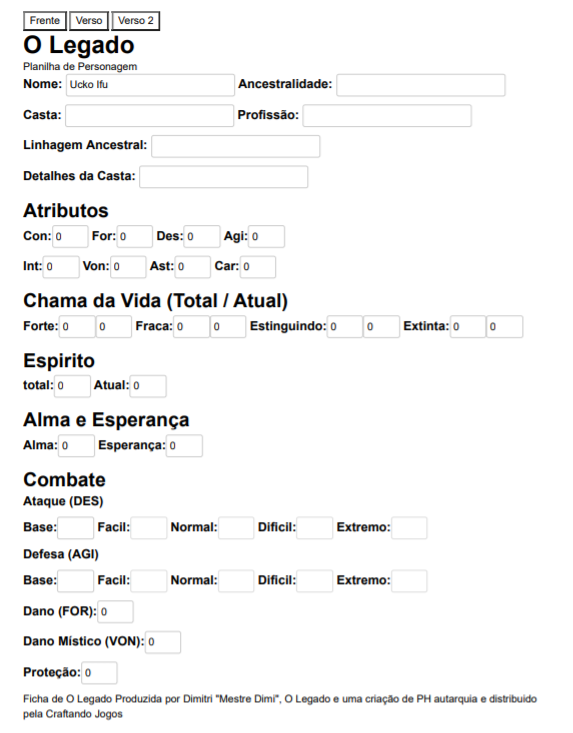 Frente Verso Verso 2
O Legado
Planilha de Personagem
Nome: Ucko Ifu Ancestralidade:
Casta: Profissão:
Linhagem Ancestral:
Detalhes da Casta:
Atributos
Con: 0 For: 0 Des: 0 Agi: 0
Int: 0 Von: 0 Ast: 0 Car: 0
Chama da Vida (Total / Atual)
Forte: 0 0 Fraca: 0 0 Estinguindo: 0 0 Extinta: 0 0
Espirito
total: 0 Atual: 0
Alma e Esperança
Alma: 0 Esperança: 0
Combate
Ataque (DES)
Base: Facil: Normal: Dificil: Extremo:
Defesa (AGI)
Base: Facil: Normal: Dificil: Extremo:
Dano (FOR): 0
Dano Místico (VON): 0
Proteção: 0
Ficha de O Legado Produzida por Dimitri "Mestre Dimi", O Legado e uma criação de PH autarquia e distribuido
pela Craftando Jogos